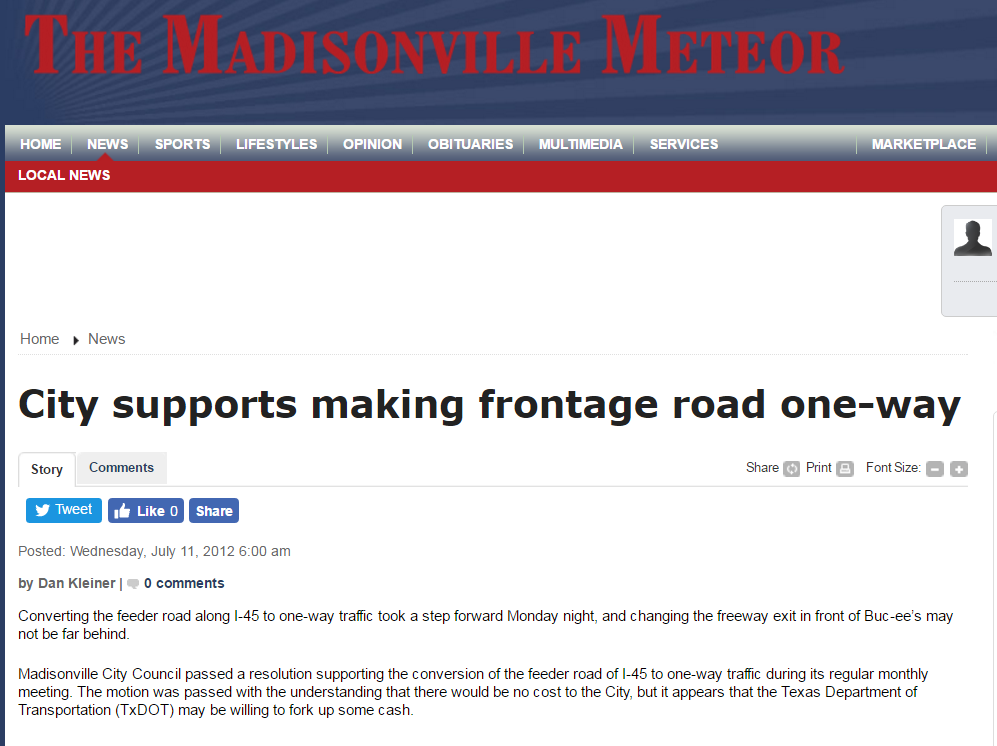 THE MADISONVILLE METEOR
HOME NEWS SPORTS LIFESTYLES OPINION OBITUARIES MULTIMEDIA SERVICES MARKETPLACE
LOCAL NEWS
Home News
City supports making frontage road one-way
Story Comments Share Print Font Size:
Tweet Like 0 Share
Posted: Wednesday, July 11, 2012 6:00 am
by Dan Kleiner | 0 comments
Converting the feeder road along I-45 to one-way traffic took a step forward Monday night, and changing the freeway exit in front of Buc-ee’s may
not be far behind.
Madisonville City Council passed a resolution supporting the conversion of the feeder road of I-45 to one-way traffic during its regular monthly
meeting. The motion was passed with the understanding that there would be no cost to the City, but it appears that the Texas Department of
Transportation (TxDOT) may be willing to fork up some cash.